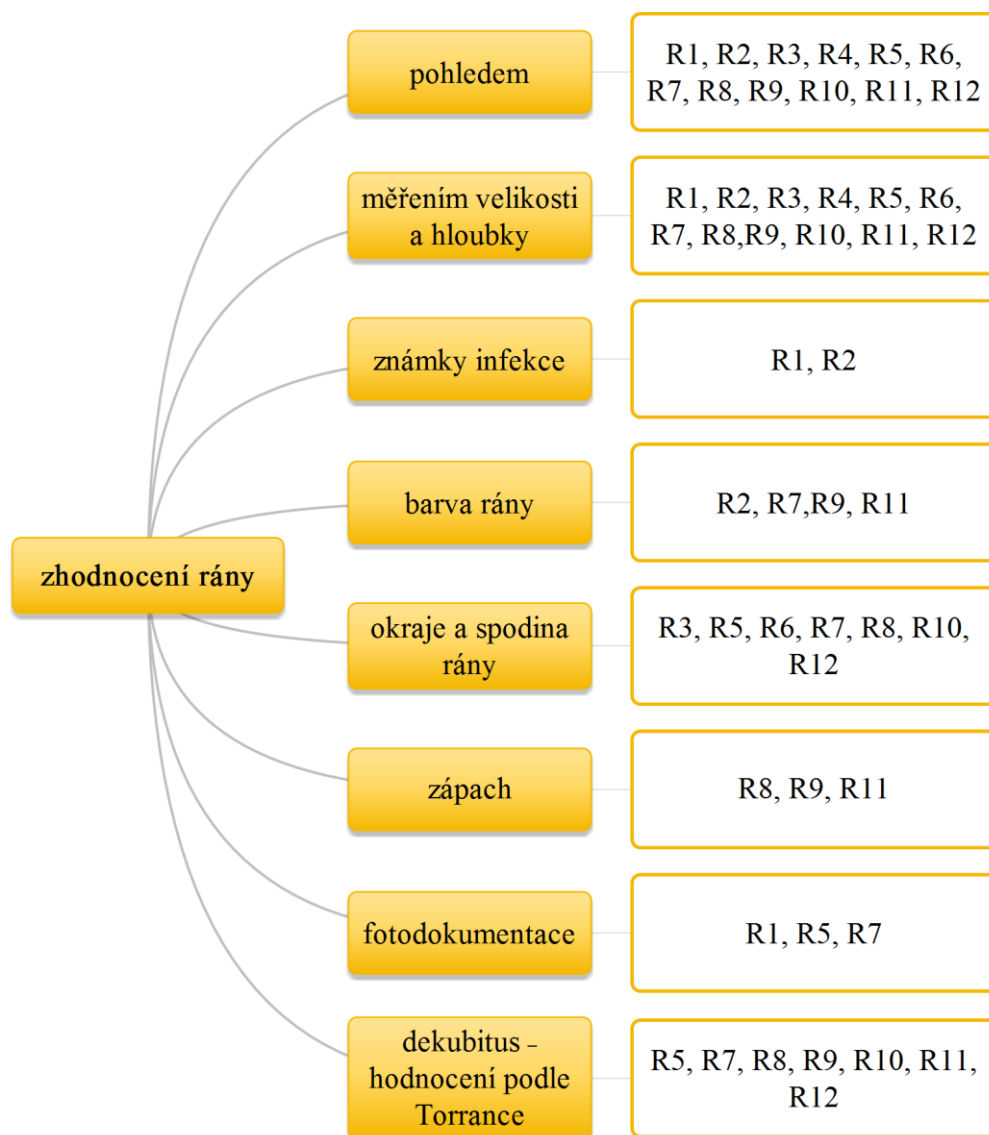 pohledem
R1, R2, R3, R4, R5, R6,
R7, R8, R9, R10, R11, R12
měřením velikosti
a hloubky
R1, R2, R3, R4, R5, R6,
R7, R8,R9, R10, R11, R12
známky infekce
R1, R2
barva rány
R2, R7,R9, R11
zhodnocení rány
okraje a spodina
rány
R3, R5, R6, R7, R8, R10,
R12
zápach
R8, R9, R11
fotodokumentace
R1, R5, R7
dekubitus –
hodnocení podle
Torrance
R5, R7, R8, R9, R10, R11,
R12